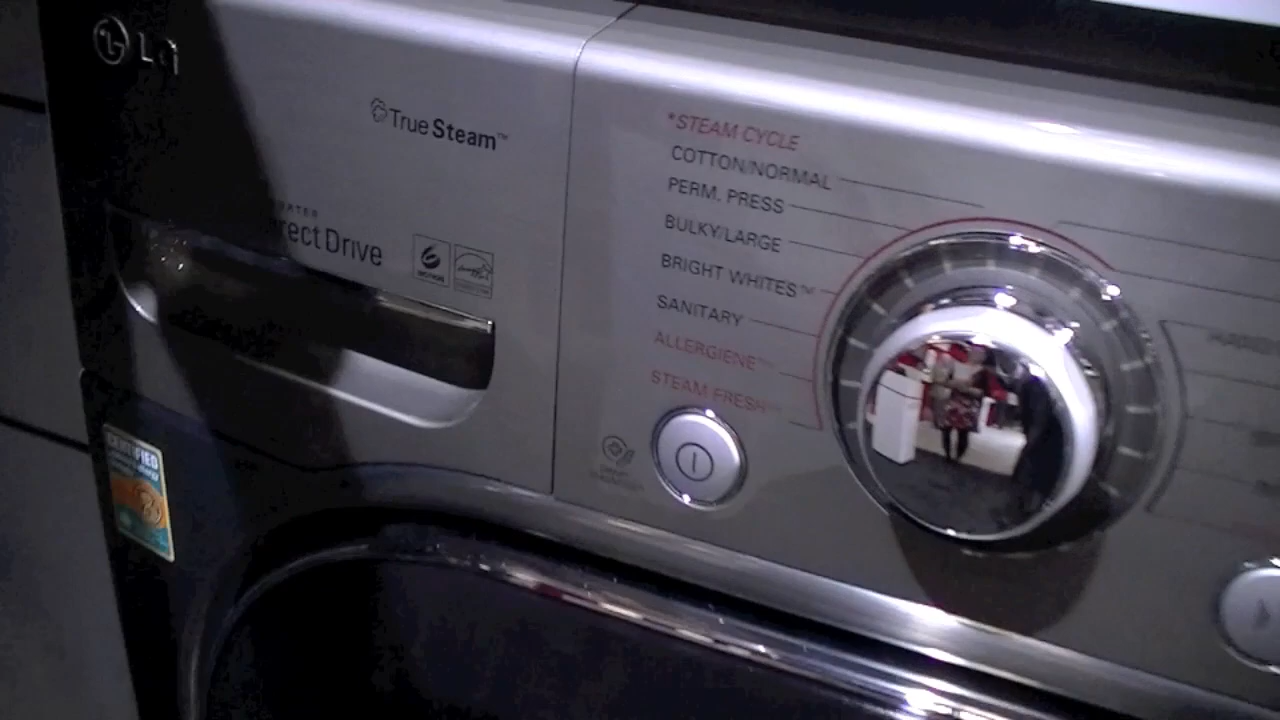 LG
TrueSteam™
rect Drive
*STEAM CYCLE
COTTON/NORMAL
PERM. PRESS
BULKY/LARGE
BRIGHT WHITES™
SANITARY
ALLERGIENE™
STEAM FRESH™